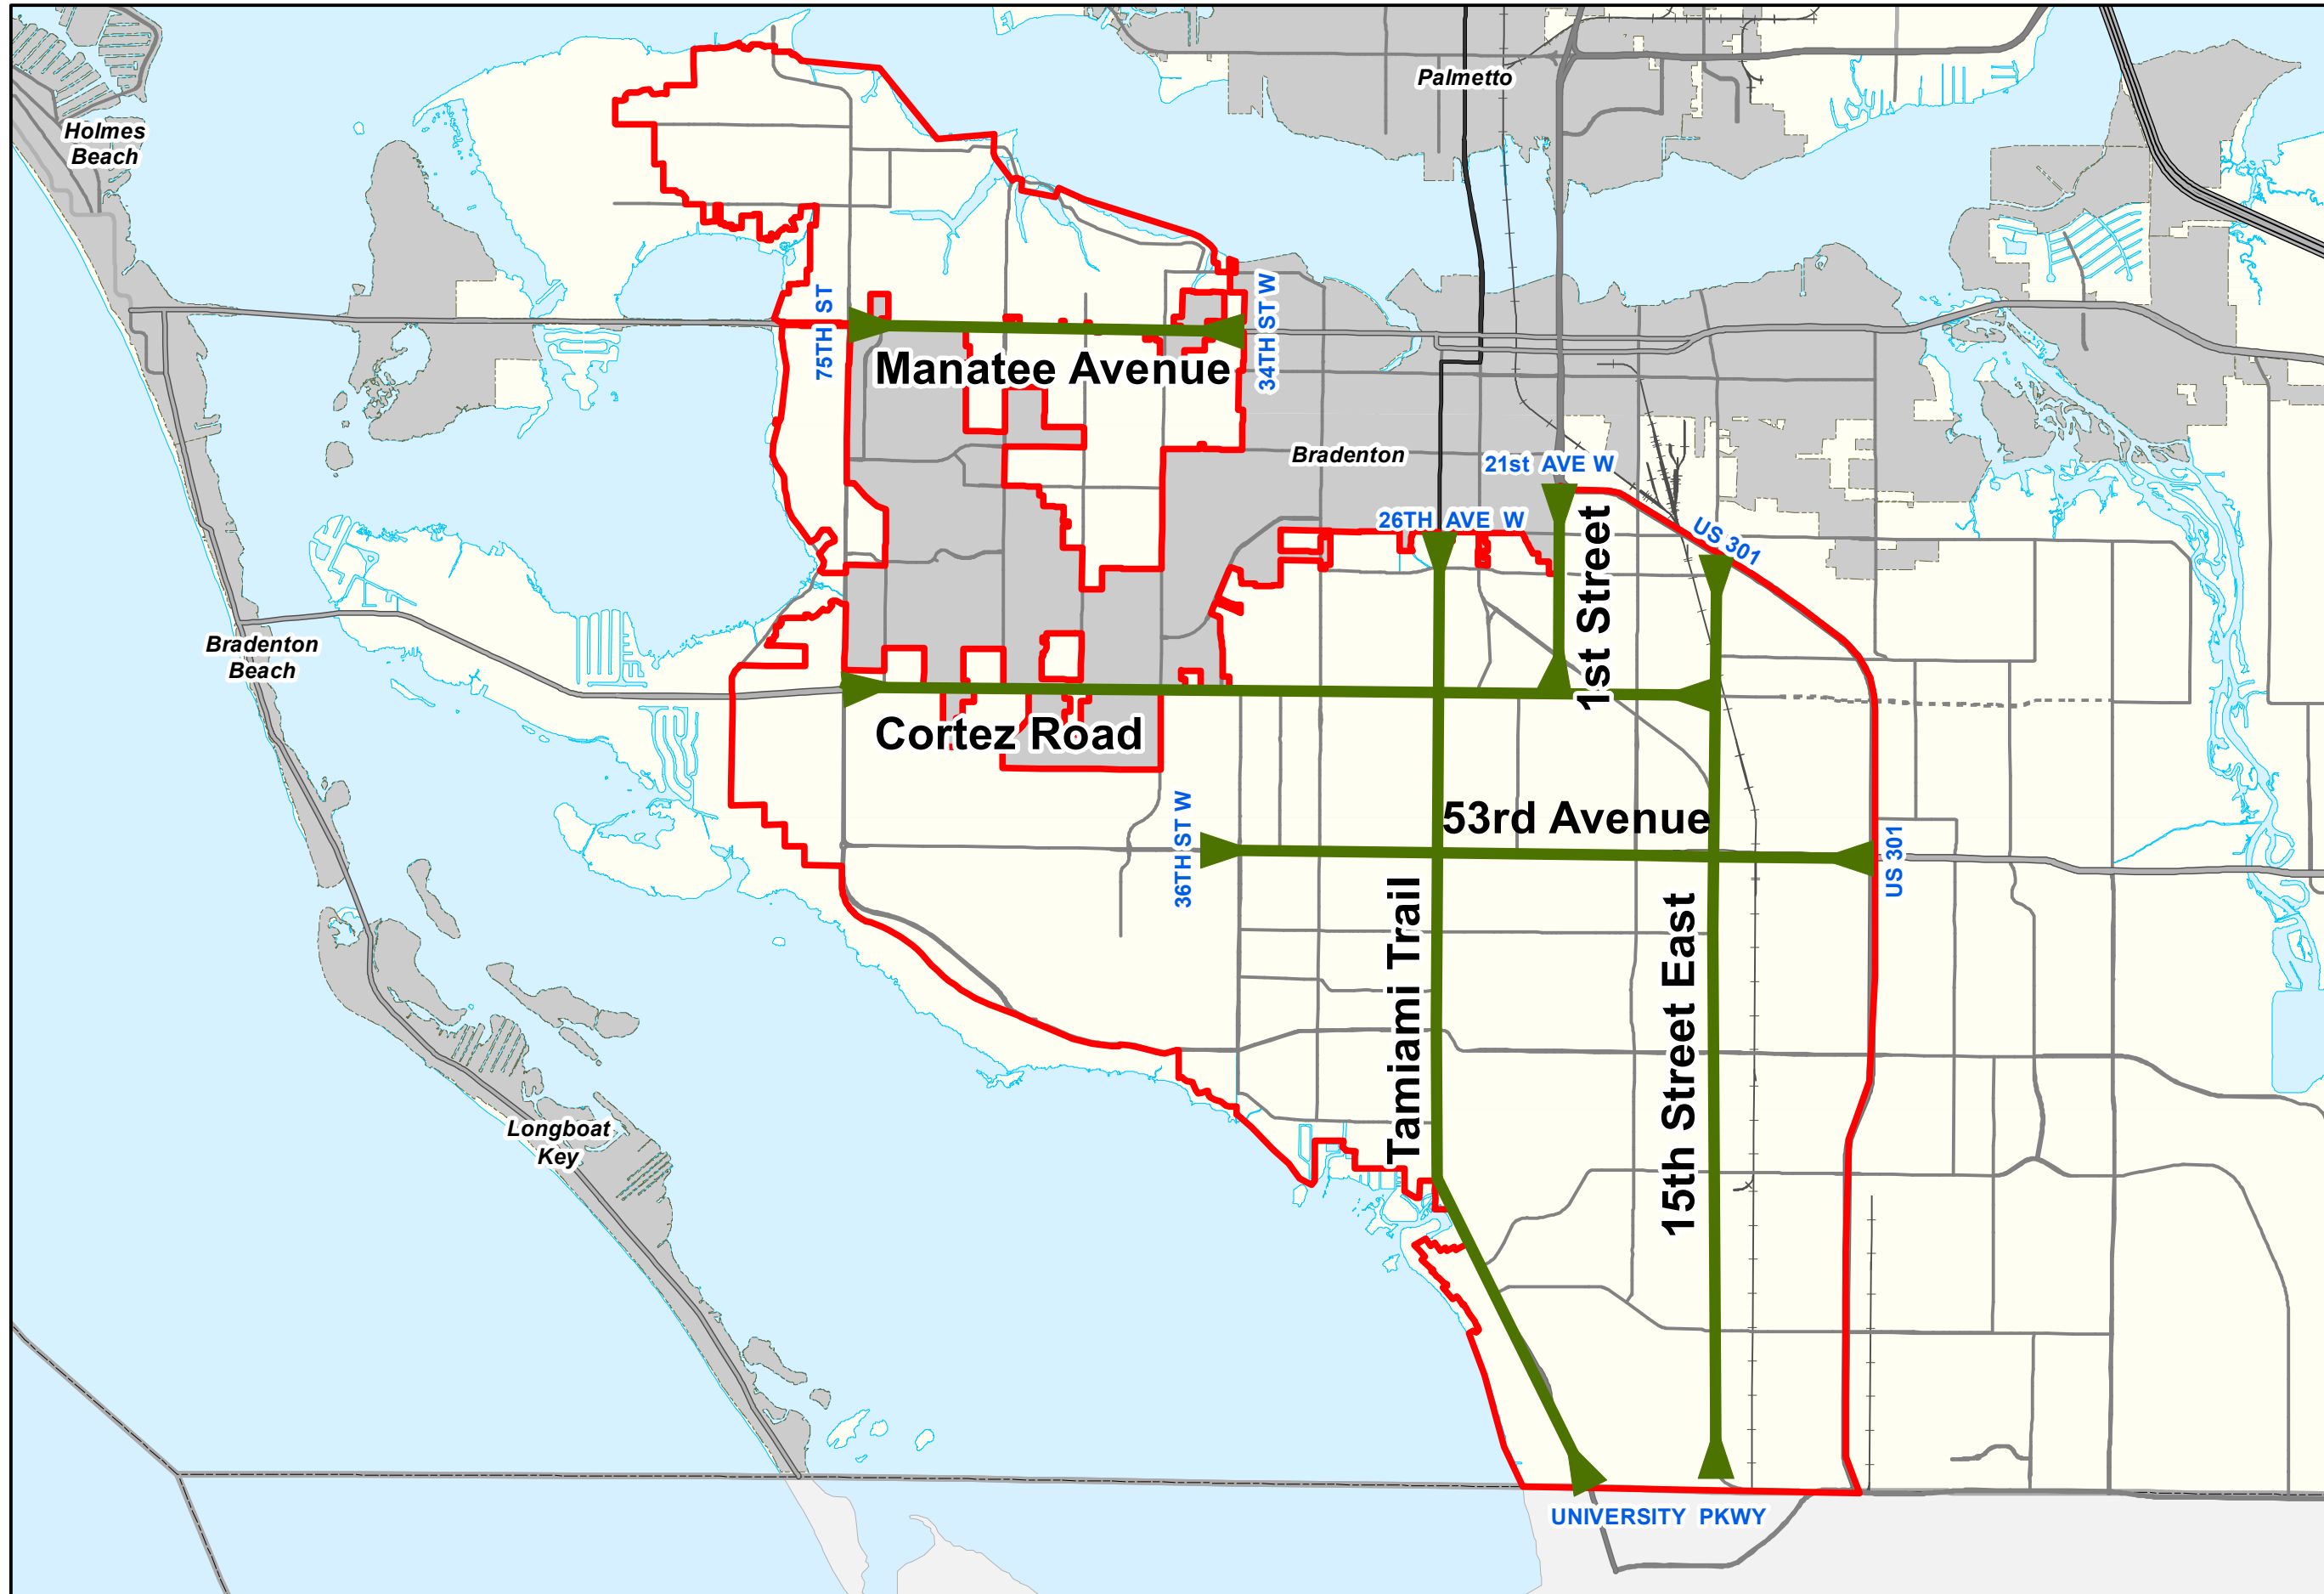 Palmetto
Holmes
Beach
75TH ST
34TH ST W
Manatee Avenue
Bradenton
21st AVE W
26TH AVE W
US 301
1st Street
Bradenton
Beach
Cortez Road
53rd Avenue
36TH ST W
US 301
Tamiami Trail
15th Street East
Longboat
Key
UNIVERSITY PKWY